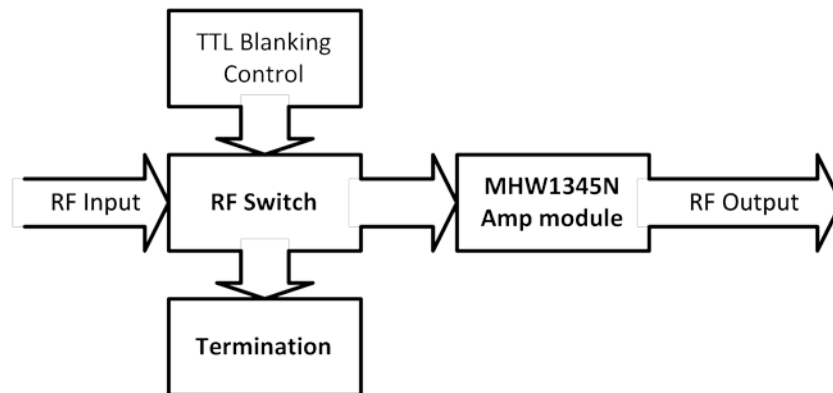 TTL Blanking
Control
RF Input
RF Switch
MHW1345N
Amp module
RF Output
Termination